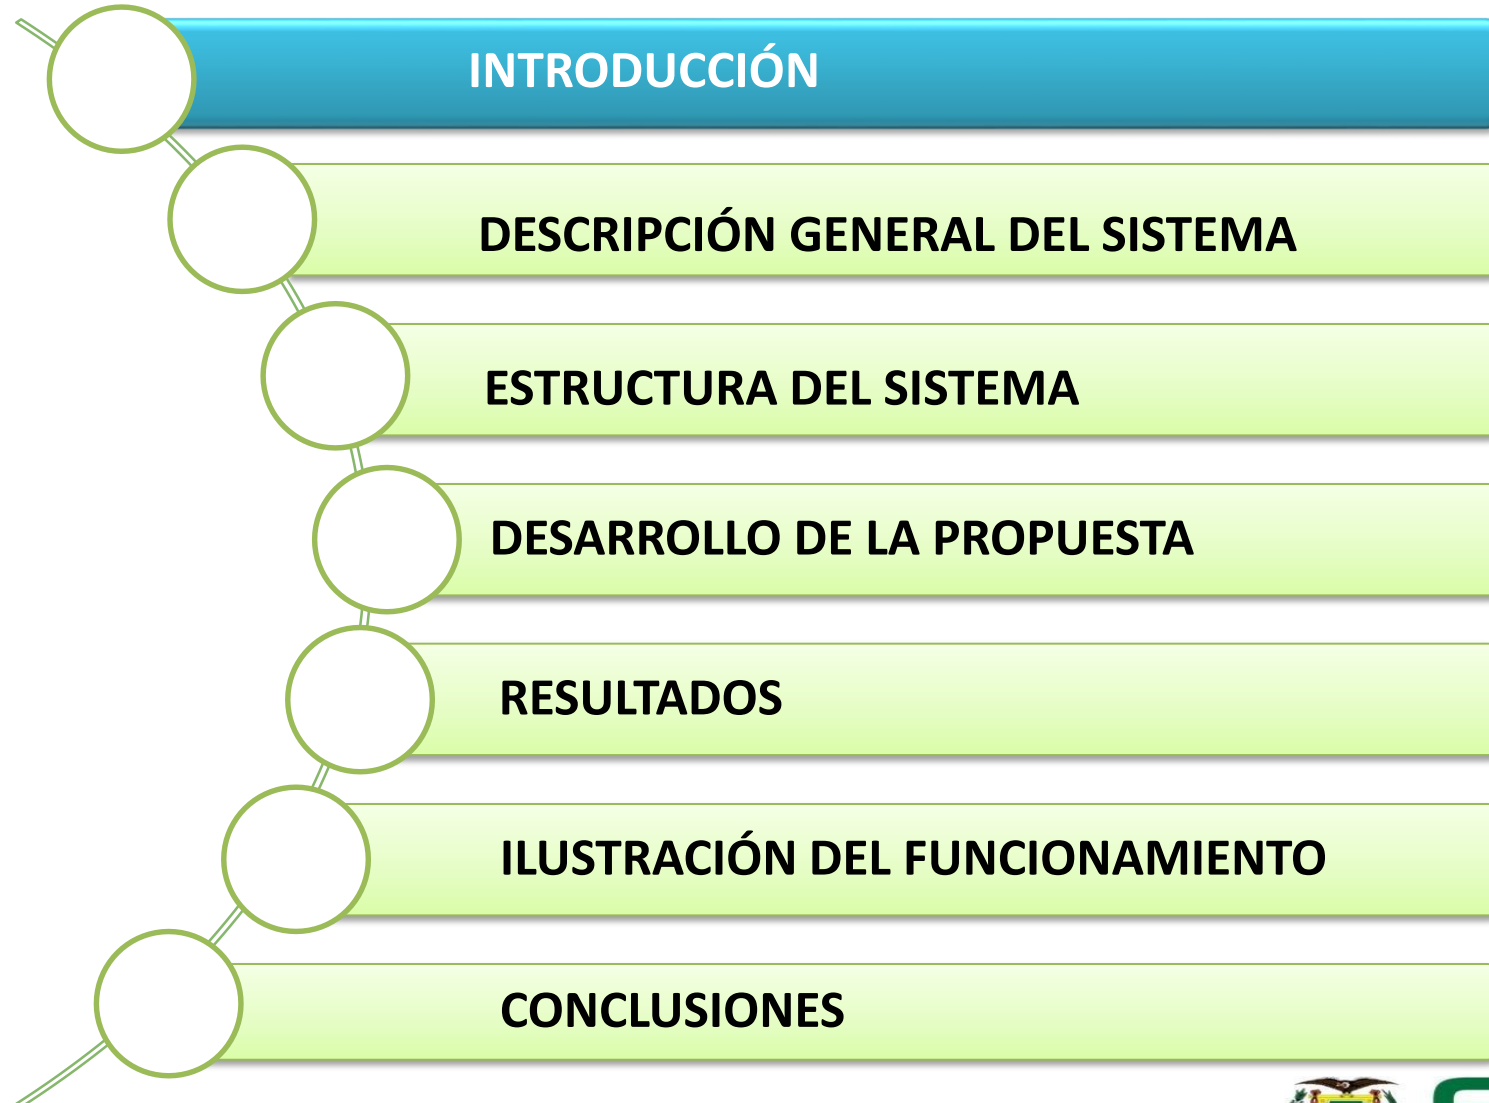 INTRODUCCIÓN
DESCRIPCIÓN GENERAL DEL SISTEMA
ESTRUCTURA DEL SISTEMA
DESARROLLO DE LA PROPUESTA
RESULTADOS
ILUSTRACIÓN DEL FUNCIONAMIENTO
CONCLUSIONES